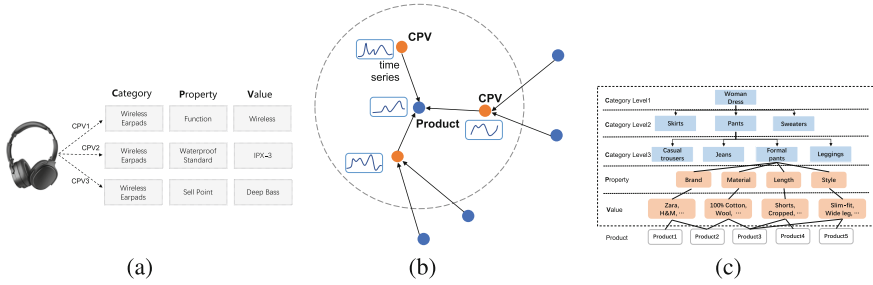 Category Property Value
CPV1
Wireless Earpads Function Wireless
CPV2
Wireless Earpads Waterproof Standard IPX-3
CPV3
Wireless Earpads Sell Point Deep Bass
(a)
CPV
time
series
CPV
Product
(b)
Category Level1 Woman Dress
Category Level2 Skirts Pants Sweaters
Category Level3 Casual trousers Jeans Formal pants Leggings
Property Brand Material Length Style
Value Zara, H&M, ... 100% Cotton, Wool, ... Shorts, Cropped, ... Slim-fit, Wide leg, ...
Product Product1 Product2 Product3 Product4 Product5
(c)